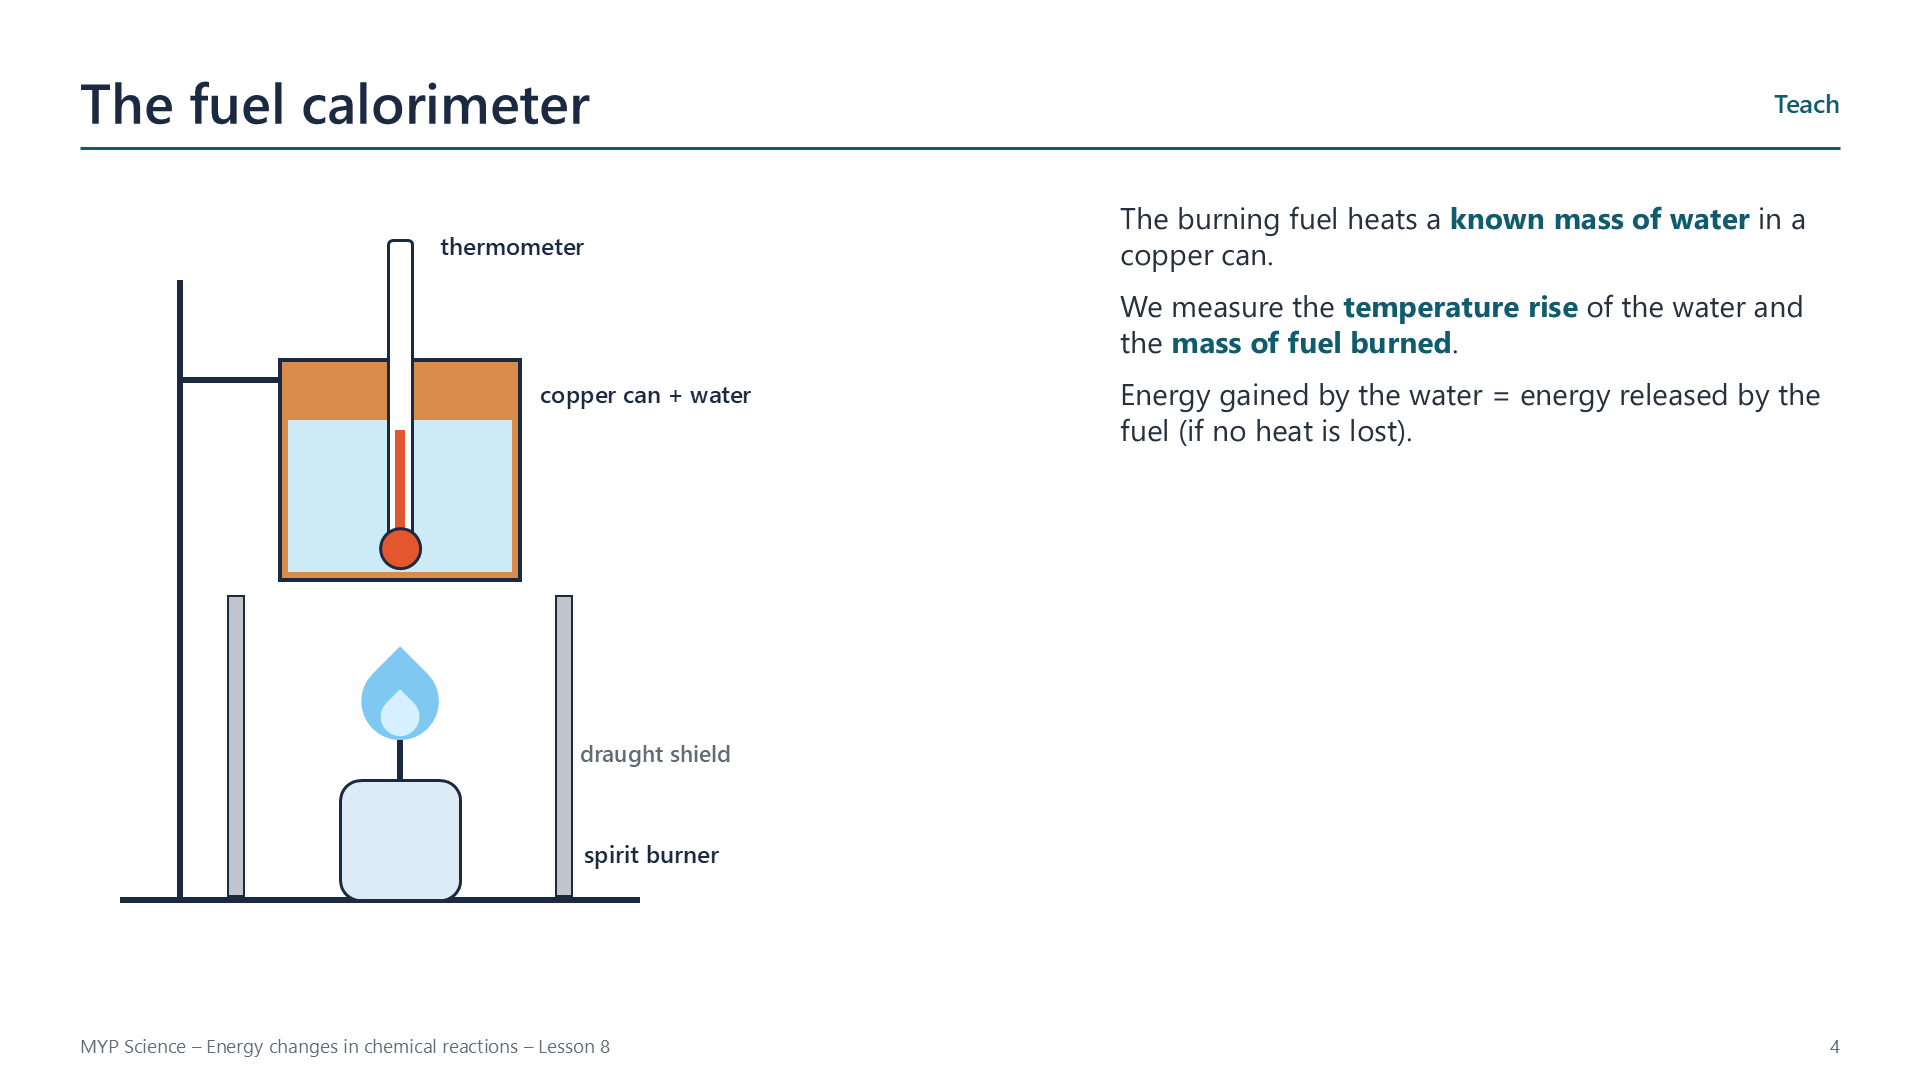 The fuel calorimeter
Teach
thermometer
copper can + water
draught shield
spirit burner
The burning fuel heats a known mass of water in a
copper can.
We measure the temperature rise of the water and
the mass of fuel burned.
Energy gained by the water = energy released by the
fuel (if no heat is lost).
MYP Science – Energy changes in chemical reactions – Lesson 8
4